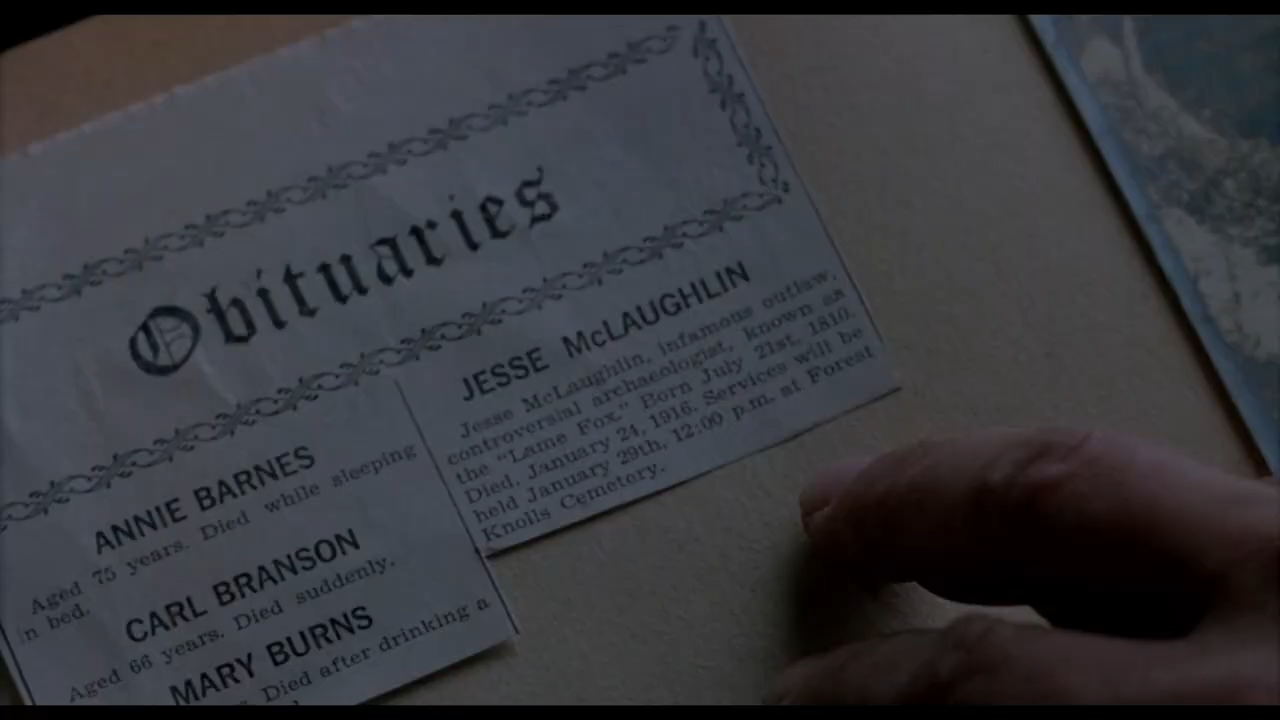 Obituaries
ANNIE BARNES
Aged 75 years. Died while sleeping
in bed.
CARL BRANSON
Aged 66 years. Died suddenly.
MARY BURNS
Died after drinking a
JESSE McLAUGHLIN
Jesse McLaughlin, infamous outlaw,
controversial archaeologist, known as
the "Lame Fox." Born July 21st, 1810.
Died, January 24, 1916. Services will be
held January 29th, 12:00 p.m. at Forest
Knolls Cemetery.